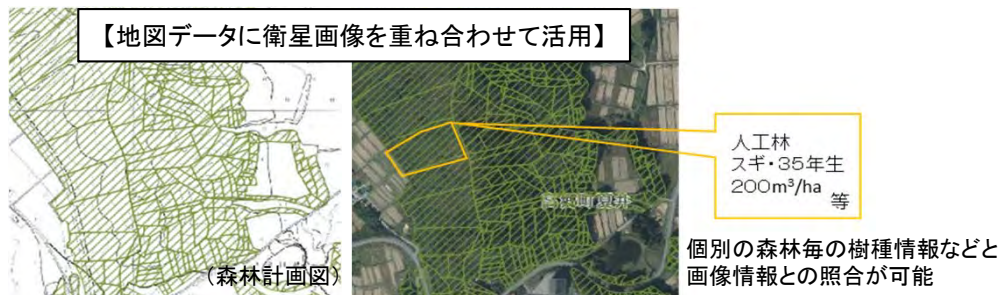 【地図データに衛星画像を重ね合わせて活用】
人工林
スギ・35年生
200m³/ha
等
(森林計画図)
個別の森林毎の樹種情報などと
画像情報との照合が可能